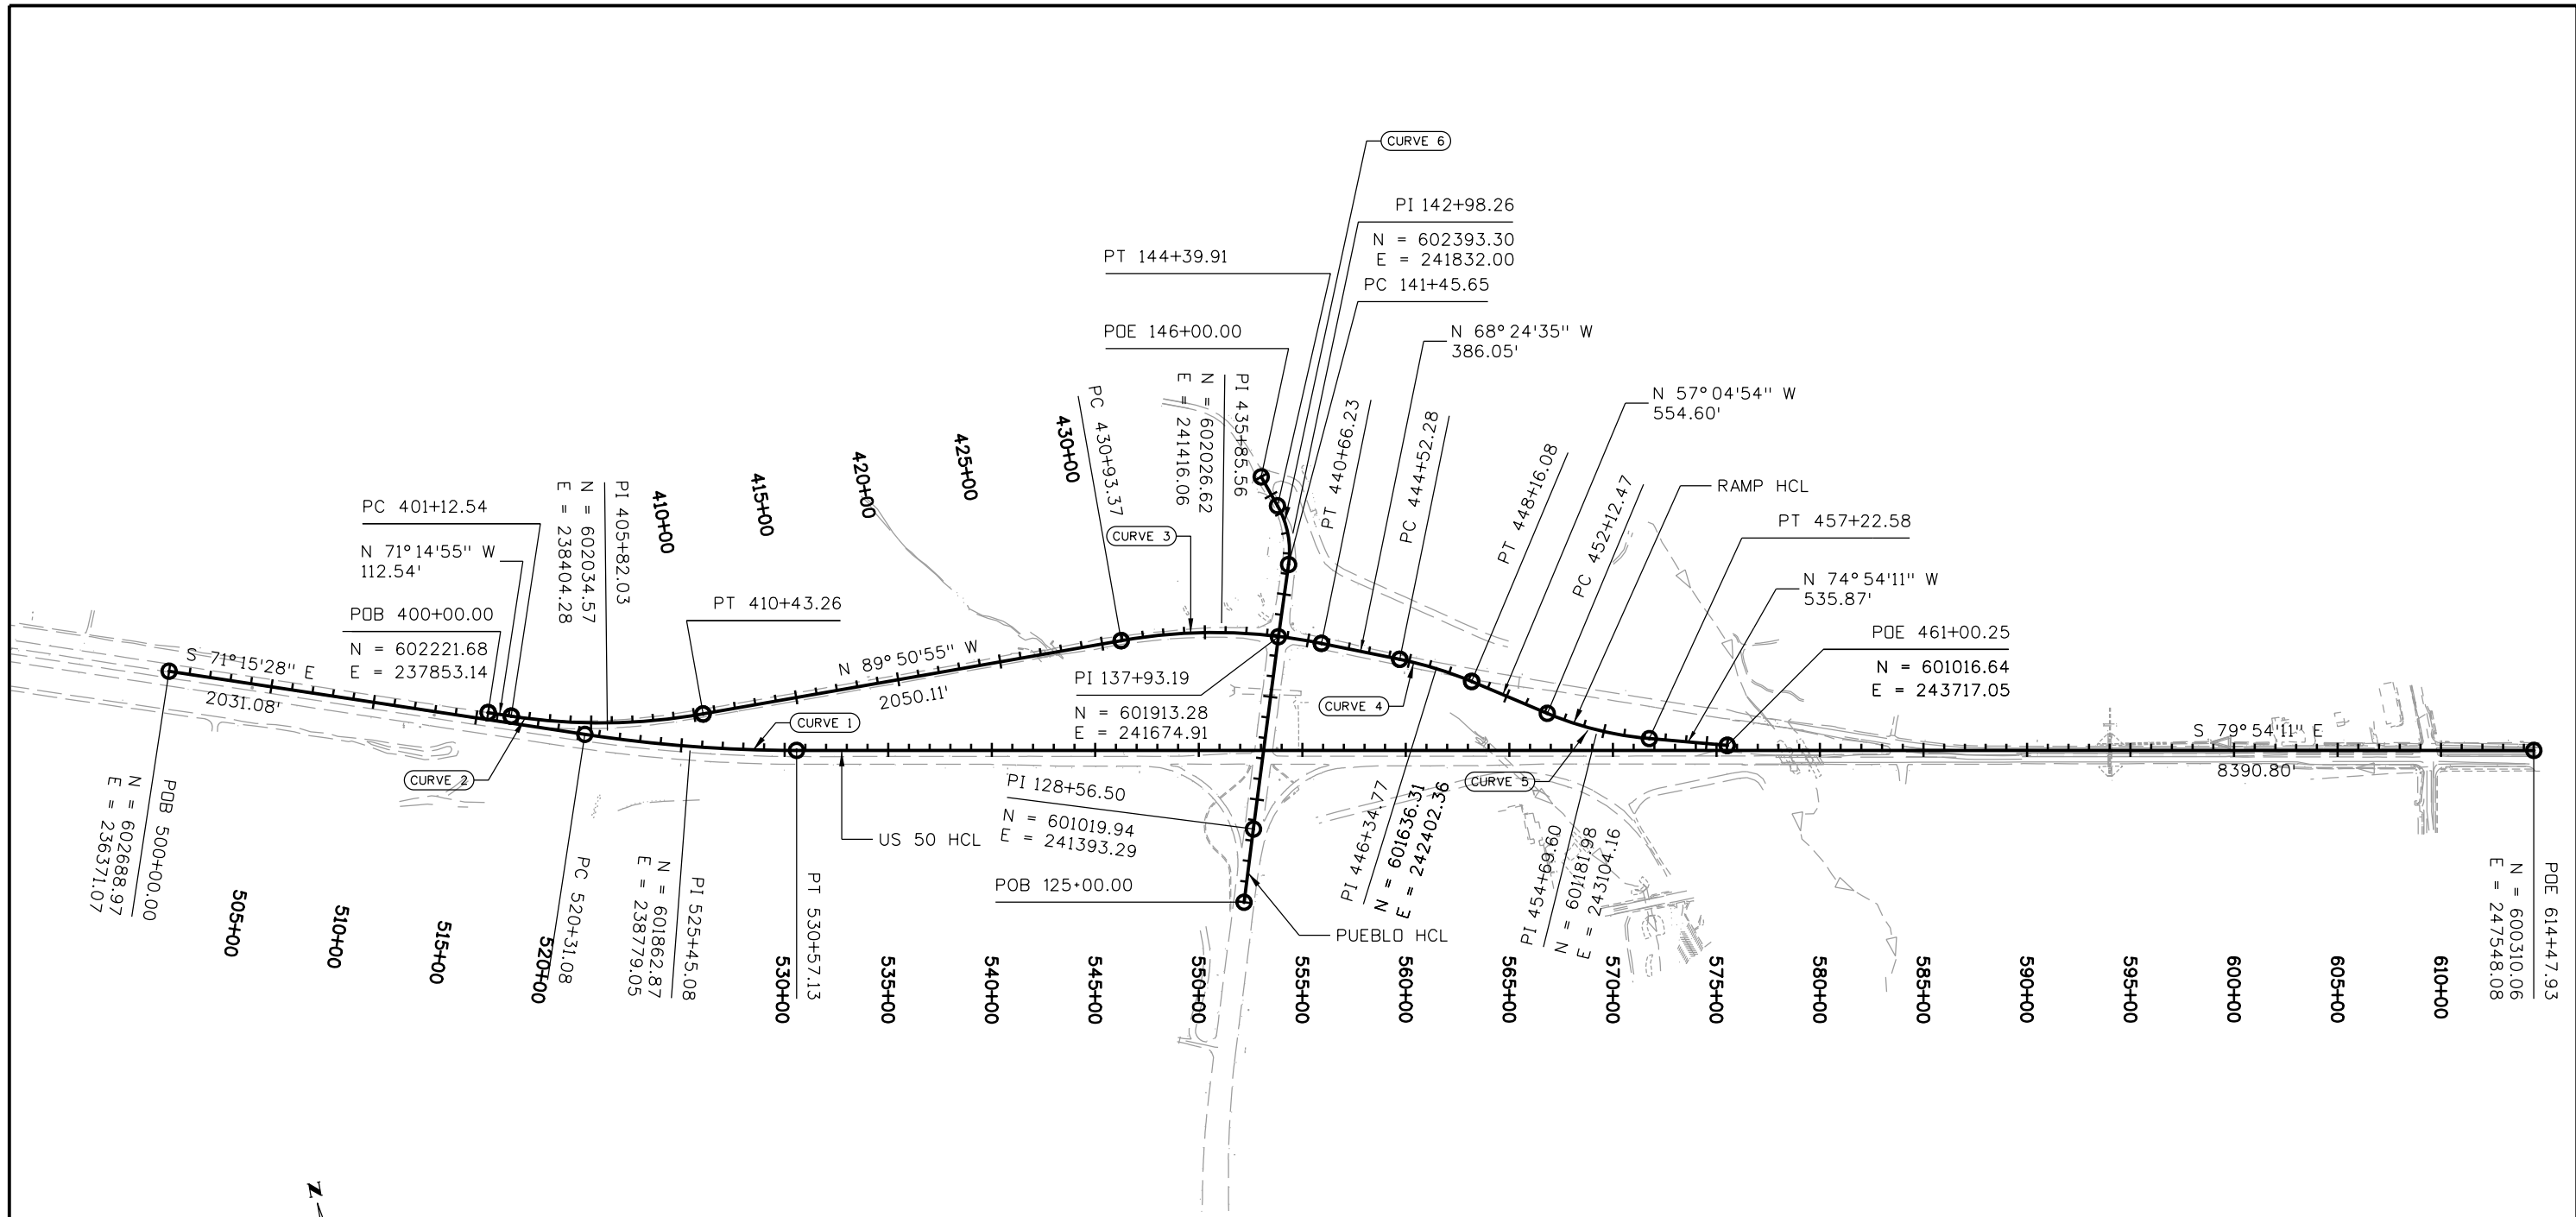 CURVE 6
PI 142+98.26
N = 602393.30
E = 241832.00
PT 144+39.91
PC 141+45.65
POE 146+00.00
N 68°24'35" W
386.05'
PI 435+85.56
N = 602026.62
E = 241416.06
PC 430+93.37
PT 440+66.23
PC 444+52.28
N 57°04'54" W
554.60'
PT 448+16.08
PC 452+12.47
RAMP HCL
PT 457+22.58
N 74°54'11" W
535.87'
POE 461+00.25
N = 601016.64
E = 243717.05
430+00
425+00
420+00
415+00
410+00
PI 405+82.03
N = 602034.57
E = 238404.28
PC 401+12.54
N 71°14'55" W
112.54'
POB 400+00.00
N = 602221.68
E = 237853.14
PT 410+43.26
CURVE 3
N 89°50'55" W
2050.11'
S 71°15'28" E
2031.08'
CURVE 1
CURVE 2
PI 137+93.19
N = 601913.28
E = 241674.91
CURVE 4
CURVE 5
S 79°54'11" E
8390.80'
PI 128+56.50
N = 601019.94
E = 241393.29
US 50 HCL
POB 125+00.00
PUEBLO HCL
PI 446+34.77
N = 601636.31
E = 242402.36
PI 454+69.60
N = 601181.98
E = 243104.16
POB 500+00.00
N = 602688.97
E = 236371.07
PC 520+31.08
PI 525+45.08
N = 601862.87
E = 238779.05
PT 530+57.13
POE 614+47.93
N = 600310.06
E = 247548.08
505+00
510+00
515+00
520+00
530+00
535+00
540+00
545+00
550+00
555+00
560+00
565+00
570+00
575+00
580+00
585+00
590+00
595+00
600+00
605+00
610+00
N